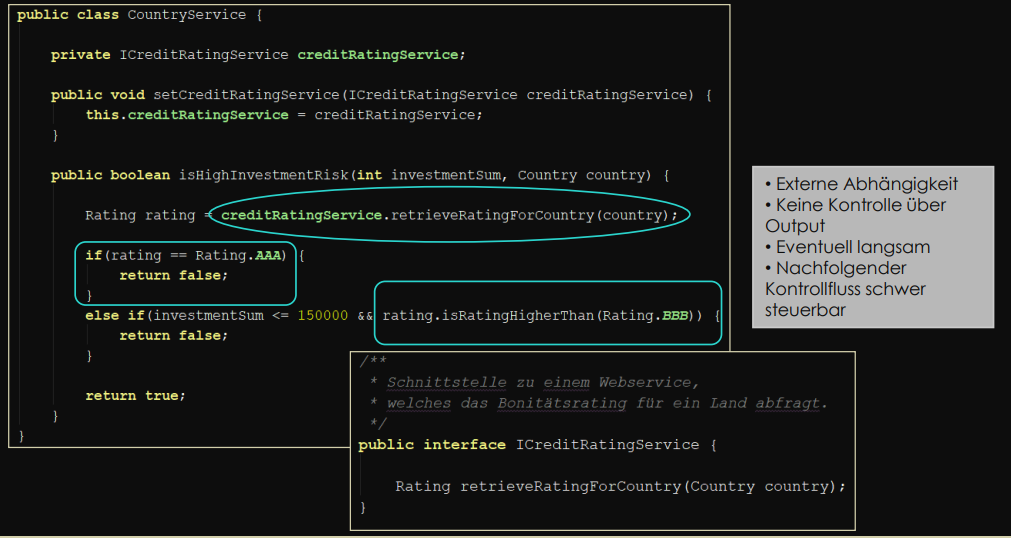 public class CountryService {
private ICreditRatingService creditRatingService;
public void setCreditRatingService(ICreditRatingService creditRatingService) {
this.creditRatingService = creditRatingService;
}
public boolean isHighInvestmentRisk(int investmentSum, Country country) {
Rating rating = creditRatingService.retrieveRatingForCountry(country);
if(rating == Rating.AAA) {
return false;
}
else if(investmentSum <= 150000 && rating.isRatingHigherThan(Rating.BBB)) {
return false;
}
return true;
}
}
/**
* Schnittstelle zu einem Webservice,
* welches das Bonitätsrating für ein Land abfragt.
*/
public interface ICreditRatingService {
Rating retrieveRatingForCountry(Country country);
}
• Externe Abhängigkeit
• Keine Kontrolle über
Output
• Eventuell langsam
• Nachfolgender
Kontrollfluss schwer
steuerbar